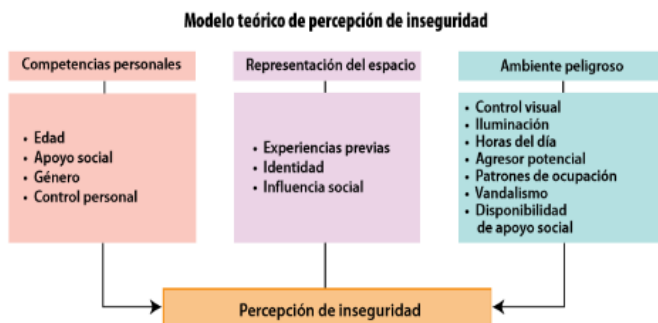 Modelo teórico de percepción de inseguridad
Competencias personales
• Edad
• Apoyo social
• Género
• Control personal
Representación del espacio
• Experiencias previas
• Identidad
• Influencia social
Ambiente peligroso
• Control visual
• Iluminación
• Horas del día
• Agresor potencial
• Patrones de ocupación
• Vandalismo
• Disponibilidad
de apoyo social
Percepción de inseguridad